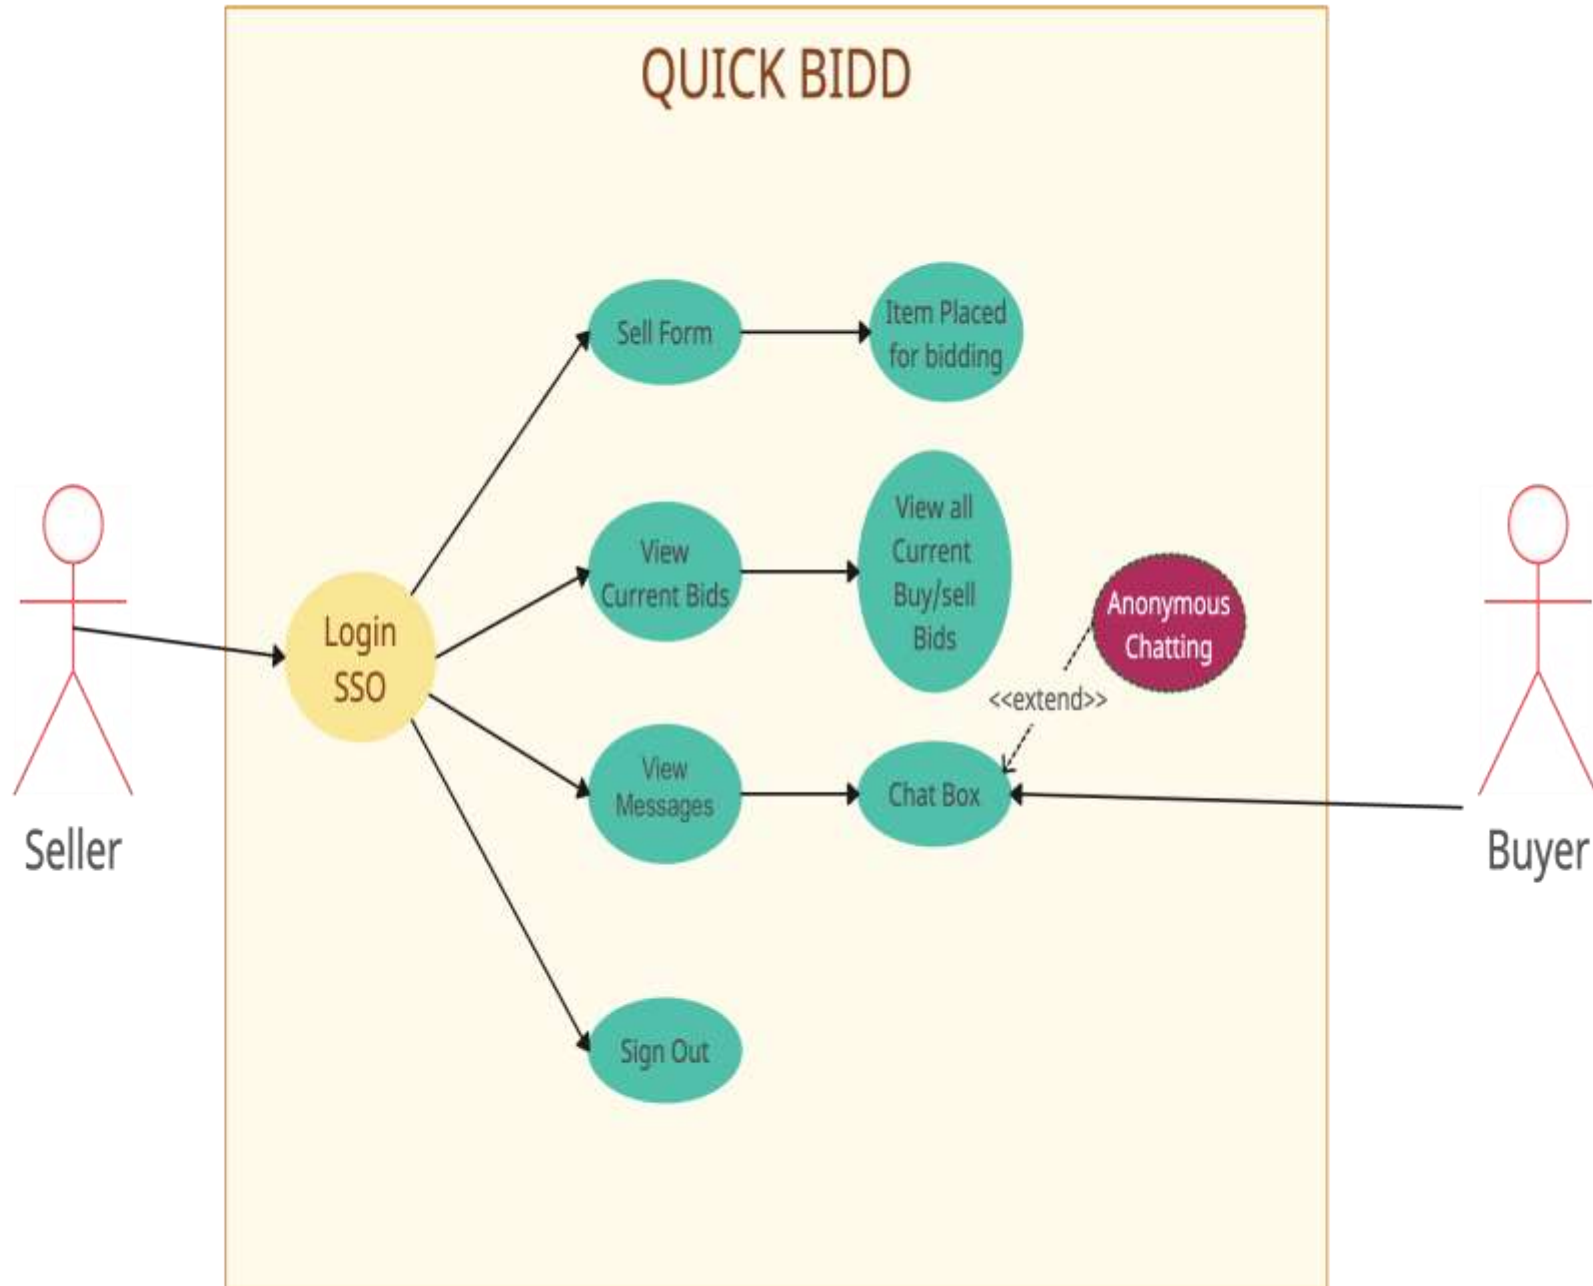 QUICK BIDD
Sell Form
Item Placed
for bidding
View
Current Bids
View all
Current
Buy/sell
Bids
Anonymous
Chatting
Login
SSO
<<extend>>
View
Messages
Chat Box
Seller
Buyer
Sign Out